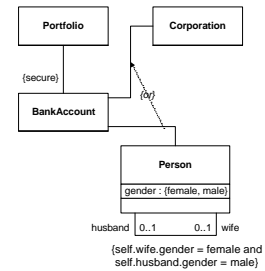 Portfolio
Corporation
{secure}
{or}
BankAccount
Person
gender : {female, male}
husband 0..1 0..1 wife
{self.wife.gender = female and
self.husband.gender = male}